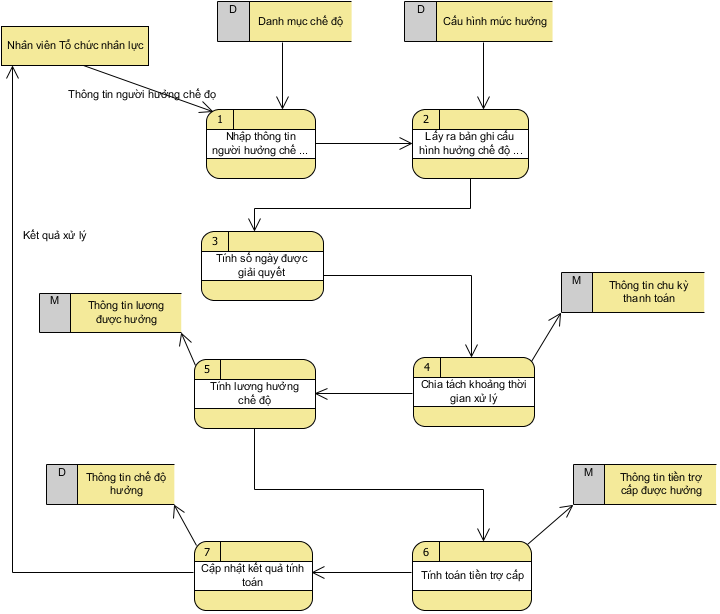 D
Danh mục chế độ
D
Cấu hình mức hưởng
Nhân viên Tổ chức nhân lực
Thông tin người hưởng chế độ
1
Nhập thông tin
người hưởng chế ...
2
Lấy ra bản ghi cấu
hình hưởng chế độ ...
Kết quả xử lý
3
Tính số ngày được
giải quyết
M
Thông tin chu kỳ
thanh toán
M
Thông tin lương
được hưởng
4
Chia tách khoảng thời
gian xử lý
5
Tính lương hưởng
chế độ
D
Thông tin chế độ
hưởng
M
Thông tin tiền trợ
cấp được hưởng
7
Cập nhật kết quả tính
toán
6
Tính toán tiền trợ cấp